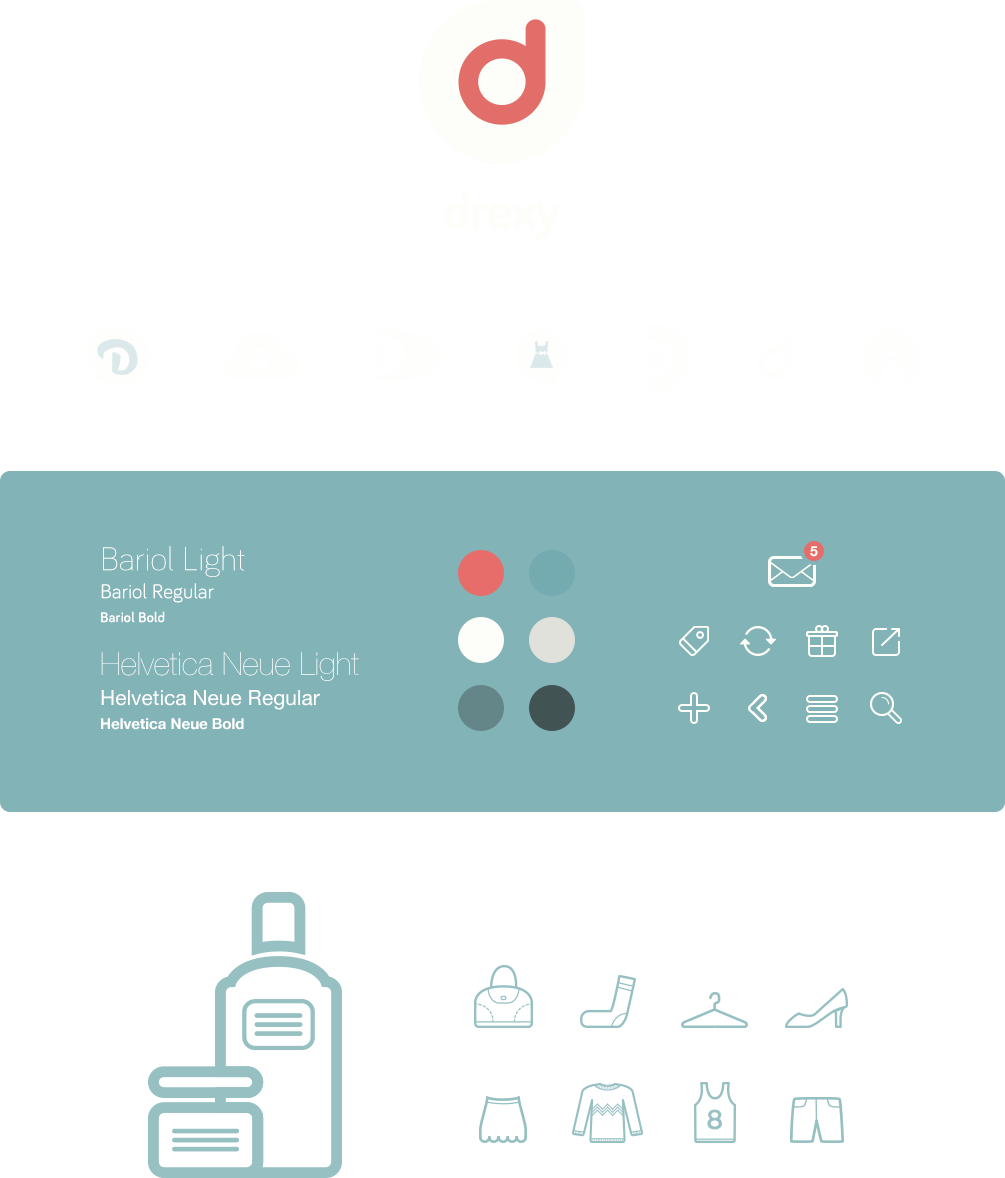 d
drexy
D
Bariol Light
Bariol Regular
Bariol Bold
Helvetica Neue Light
Helvetica Neue Regular
Helvetica Neue Bold
5
8